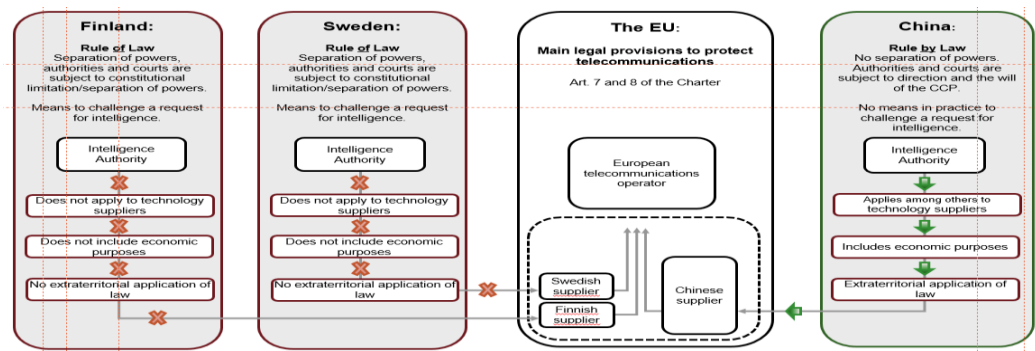 Finland:
Rule of Law
Separation of powers,
authorities and courts are
subject to constitutional
limitation/separation of powers.
Means to challenge a request
for intelligence.
Intelligence
Authority
Does not apply to technology
suppliers
Does not include economic
purposes
No extraterritorial application of
law
Sweden:
Rule of Law
Separation of powers,
authorities and courts are
subject to constitutional
limitation/separation of powers.
Means to challenge a request
for intelligence.
Intelligence
Authority
Does not apply to technology
suppliers
Does not include economic
purposes
No extraterritorial application of
law
The EU:
Main legal provisions to protect
telecommunications
Art. 7 and 8 of the Charter
European
telecommunications
operator
Swedish
supplier
Finnish
supplier
Chinese
supplier
China:
Rule by Law
No separation of powers.
Authorities and courts are
subject to direction and the will
of the CCP.
No means in practice to
challenge a request for
intelligence.
Intelligence
Authority
Applies among others to
technology suppliers
Includes economic purposes
Extraterritorial application of
law